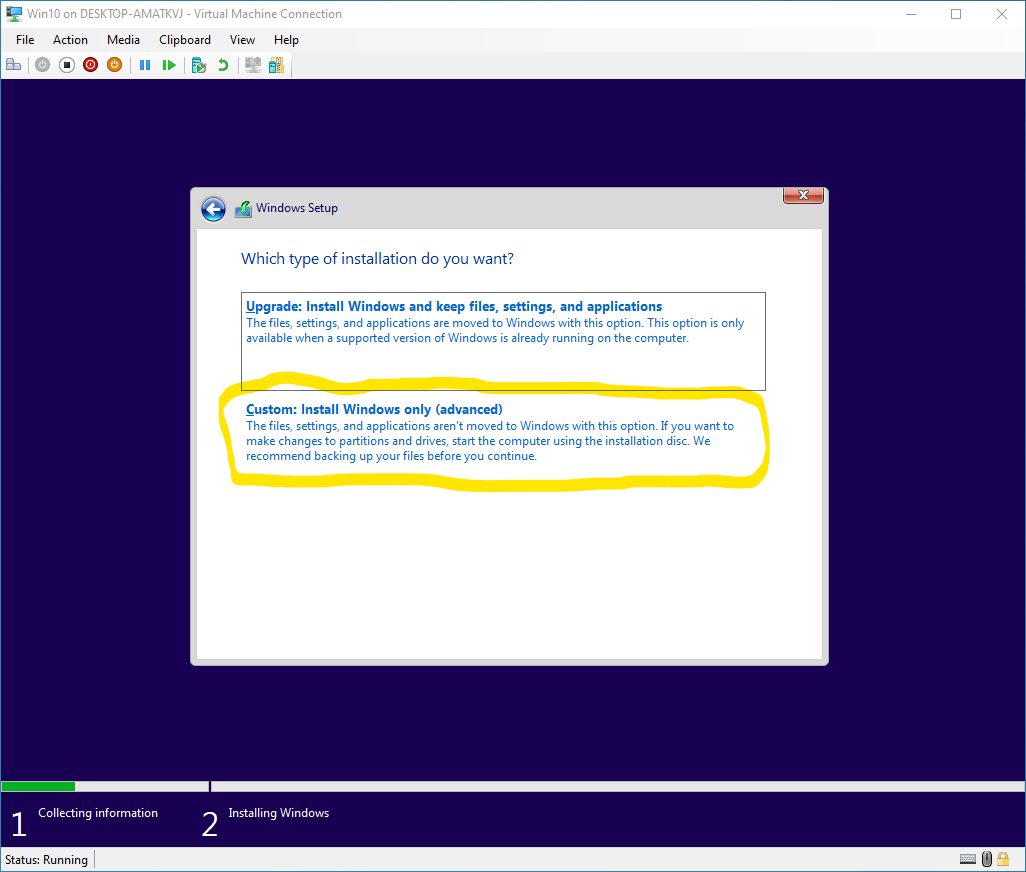 Win10 on DESKTOP-AMATKVJ - Virtual Machine Connection
File Action Media Clipboard View Help
Windows Setup
Which type of installation do you want?
Upgrade: Install Windows and keep files, settings, and applications
The files, settings, and applications are moved to Windows with this option. This option is only
available when a supported version of Windows is already running on the computer.
Custom: Install Windows only (advanced)
The files, settings, and applications aren't moved to Windows with this option. If you want to
make changes to partitions and drives, start the computer using the installation disc. We
recommend backing up your files before you continue.
1 Collecting information 2 Installing Windows
Status: Running